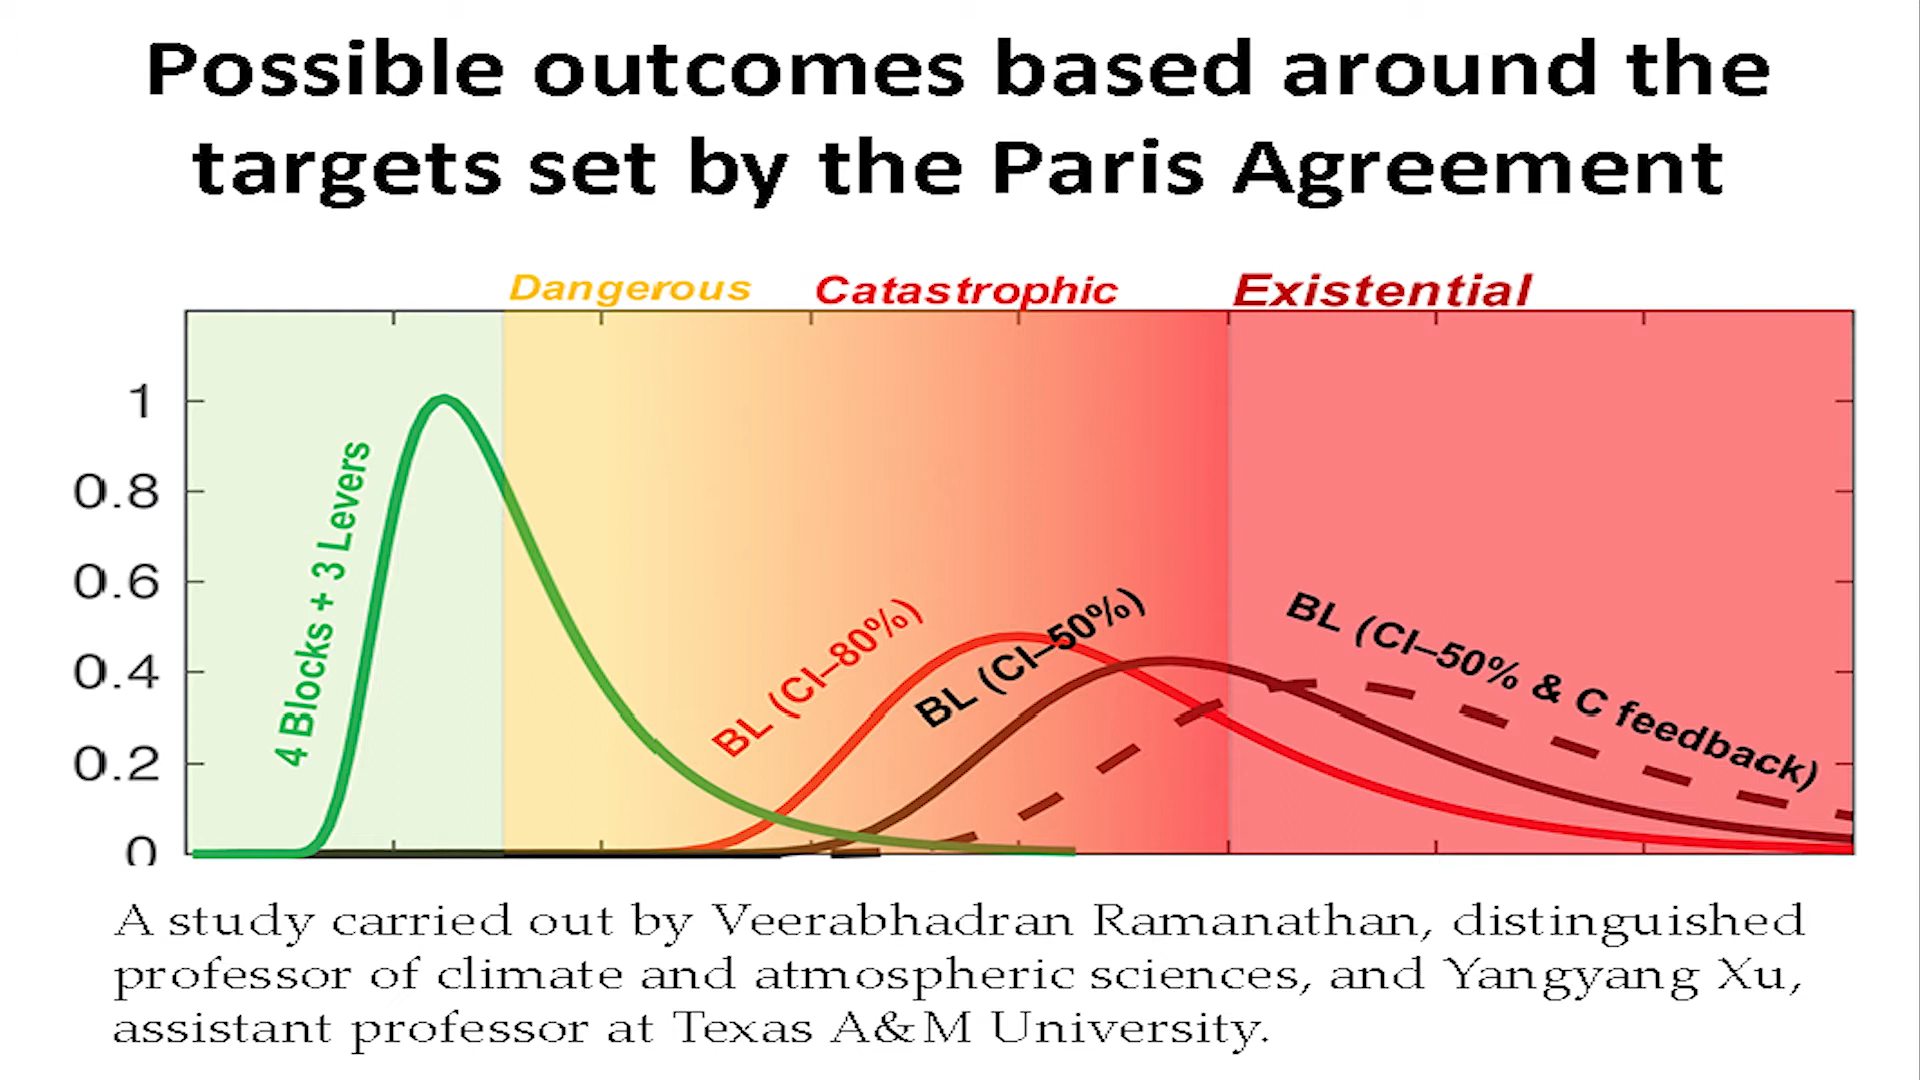 Possible outcomes based around the
targets set by the Paris Agreement
Dangerous
Catastrophic
Existential
1
0.8
0.6
0.4
0.2
0
4 Blocks + 3 Levers
BL (CI–80%)
BL (CI–50%)
BL (CI–50% & C feedback)
A study carried out by Veerabhadran Ramanathan, distinguished
professor of climate and atmospheric sciences, and Yangyang Xu,
assistant professor at Texas A&M University.